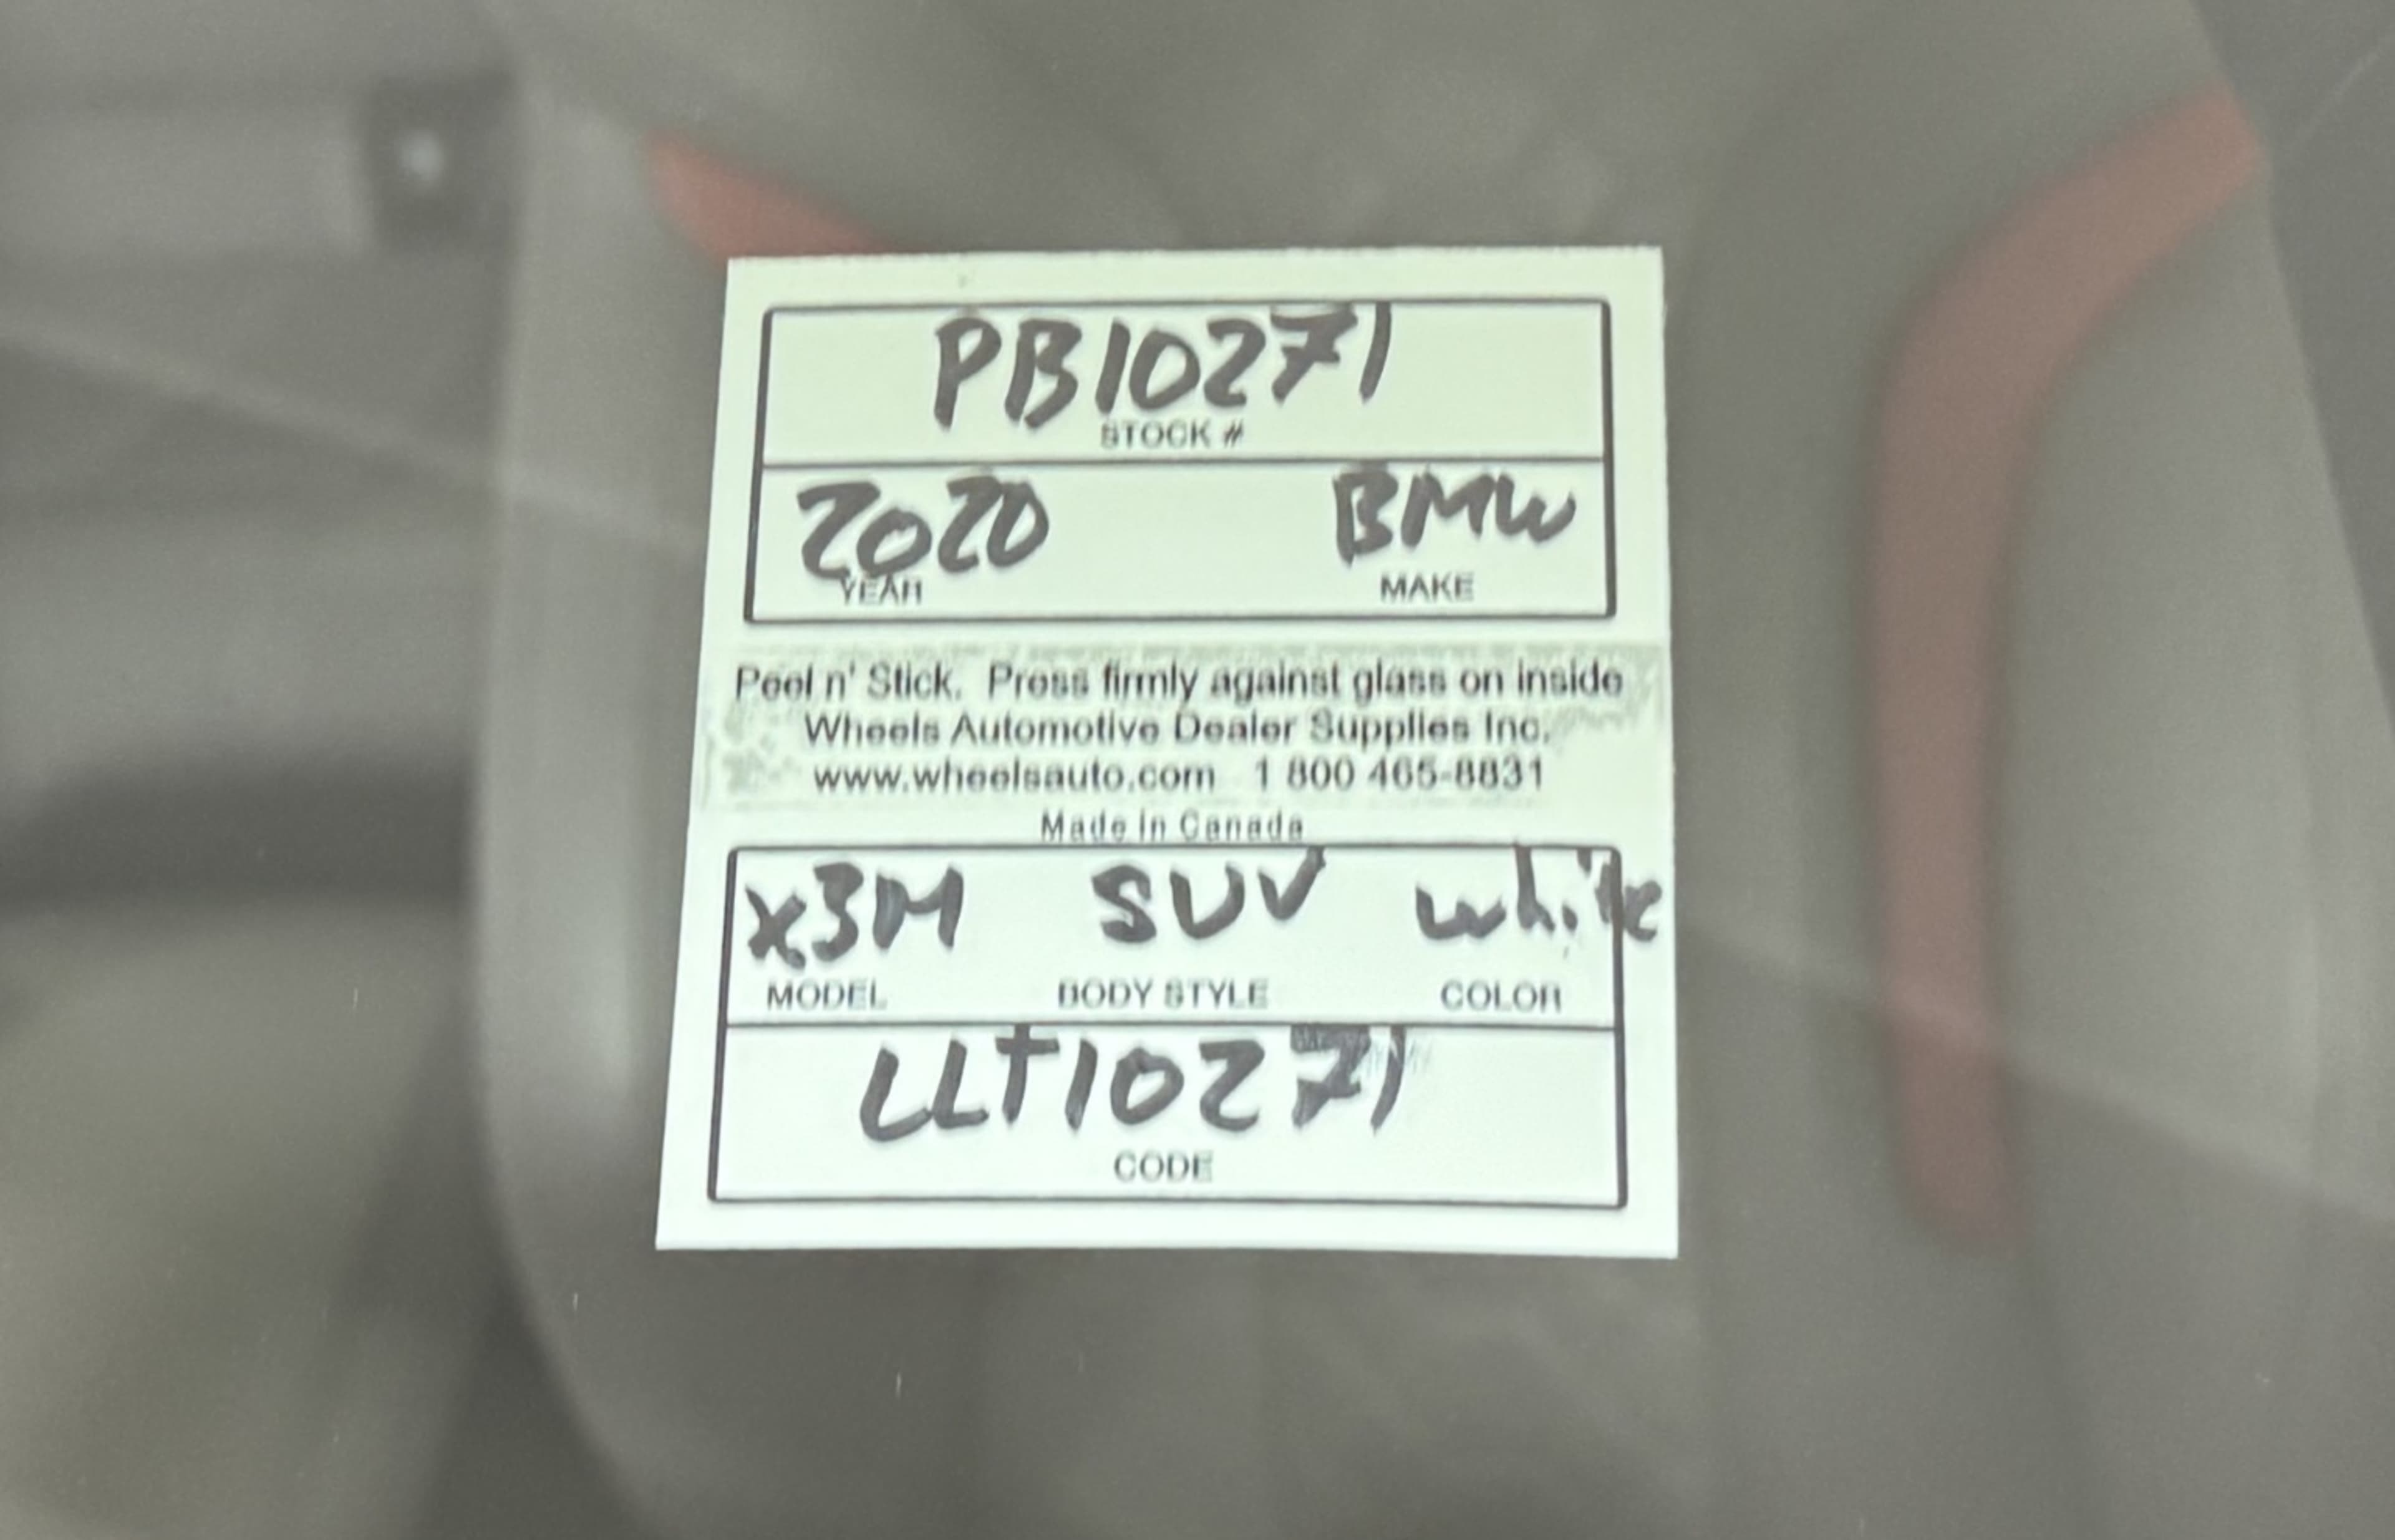 PB10271
STOCK #
2020 BMW
YEAR MAKE
Peel n' Stick. Press firmly against glass on inside
Wheels Automotive Dealer Supplies Inc.
www.wheelsauto.com 1 800 465-8831
Made in Canada
X3M SUV white
MODEL BODY STYLE COLOR
LLT10271
CODE